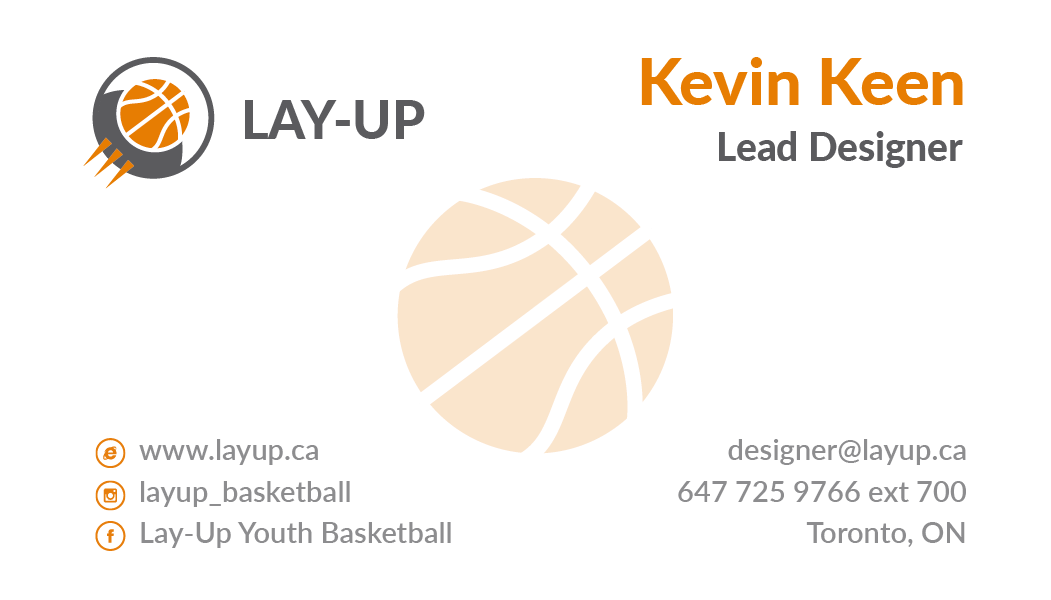 LAY-UP
Kevin Keen
Lead Designer
www.layup.ca
layup_basketball
Lay-Up Youth Basketball
designer@layup.ca
647 725 9766 ext 700
Toronto, ON